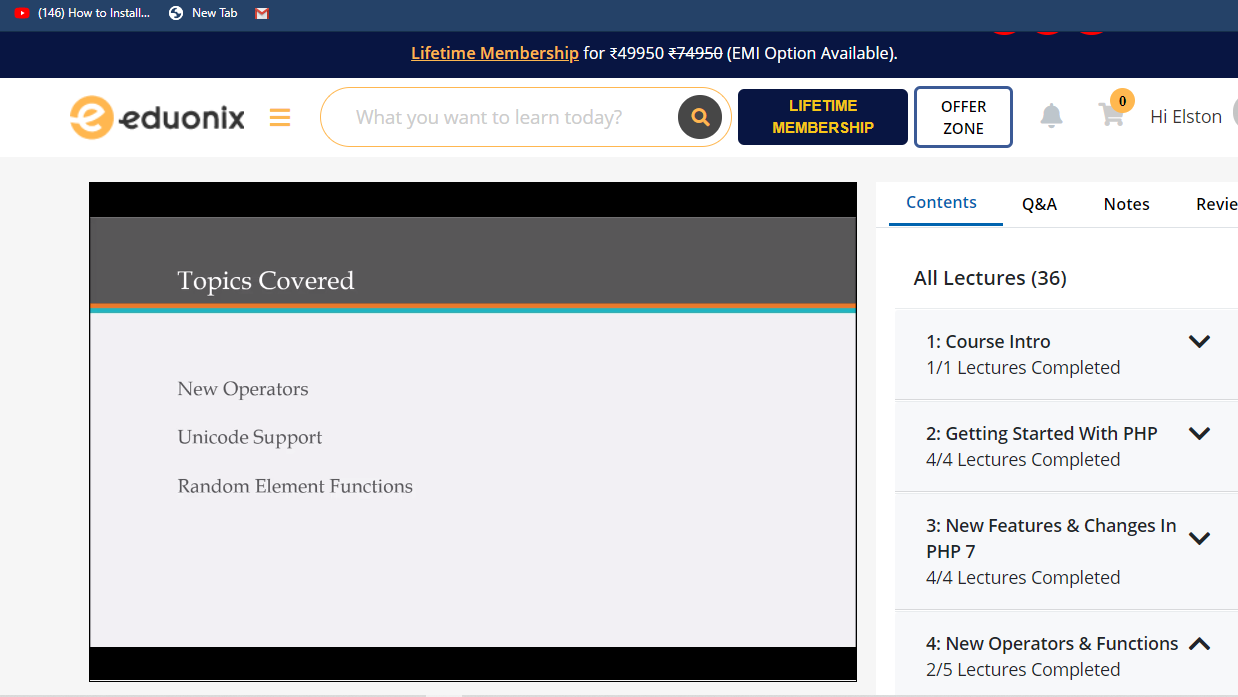 (146) How to Install...
New Tab
Lifetime Membership for ₹49950 ₹74950 (EMI Option Available).
eduonix
What you want to learn today?
LIFETIME
MEMBERSHIP
OFFER
ZONE
0
Hi Elston
Topics Covered
New Operators
Unicode Support
Random Element Functions
Contents
Q&A
Notes
Revie
All Lectures (36)
1: Course Intro
1/1 Lectures Completed
2: Getting Started With PHP
4/4 Lectures Completed
3: New Features & Changes In
PHP 7
4/4 Lectures Completed
4: New Operators & Functions
2/5 Lectures Completed